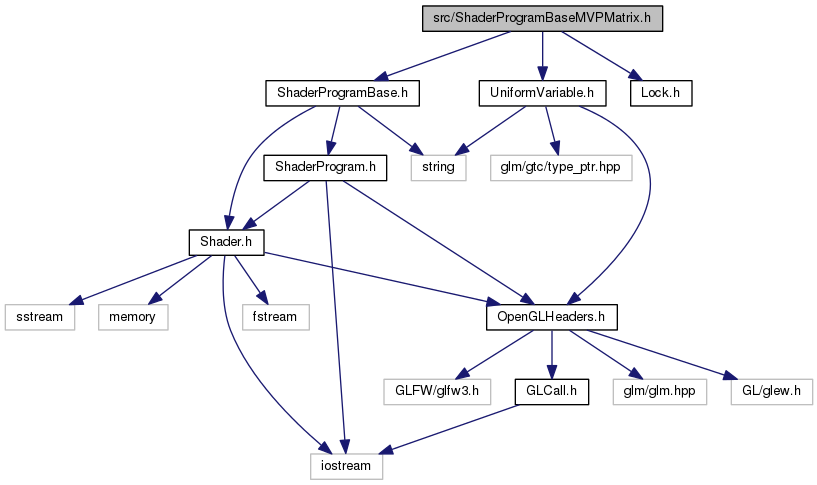 src/ShaderProgramBaseMVPMatrix.h
ShaderProgramBase.h
UniformVariable.h
Lock.h
ShaderProgram.h
string
glm/gtc/type_ptr.hpp
Shader.h
sstream
memory
fstream
OpenGLHeaders.h
GLFW/glfw3.h
GLCall.h
glm/glm.hpp
GL/glew.h
iostream